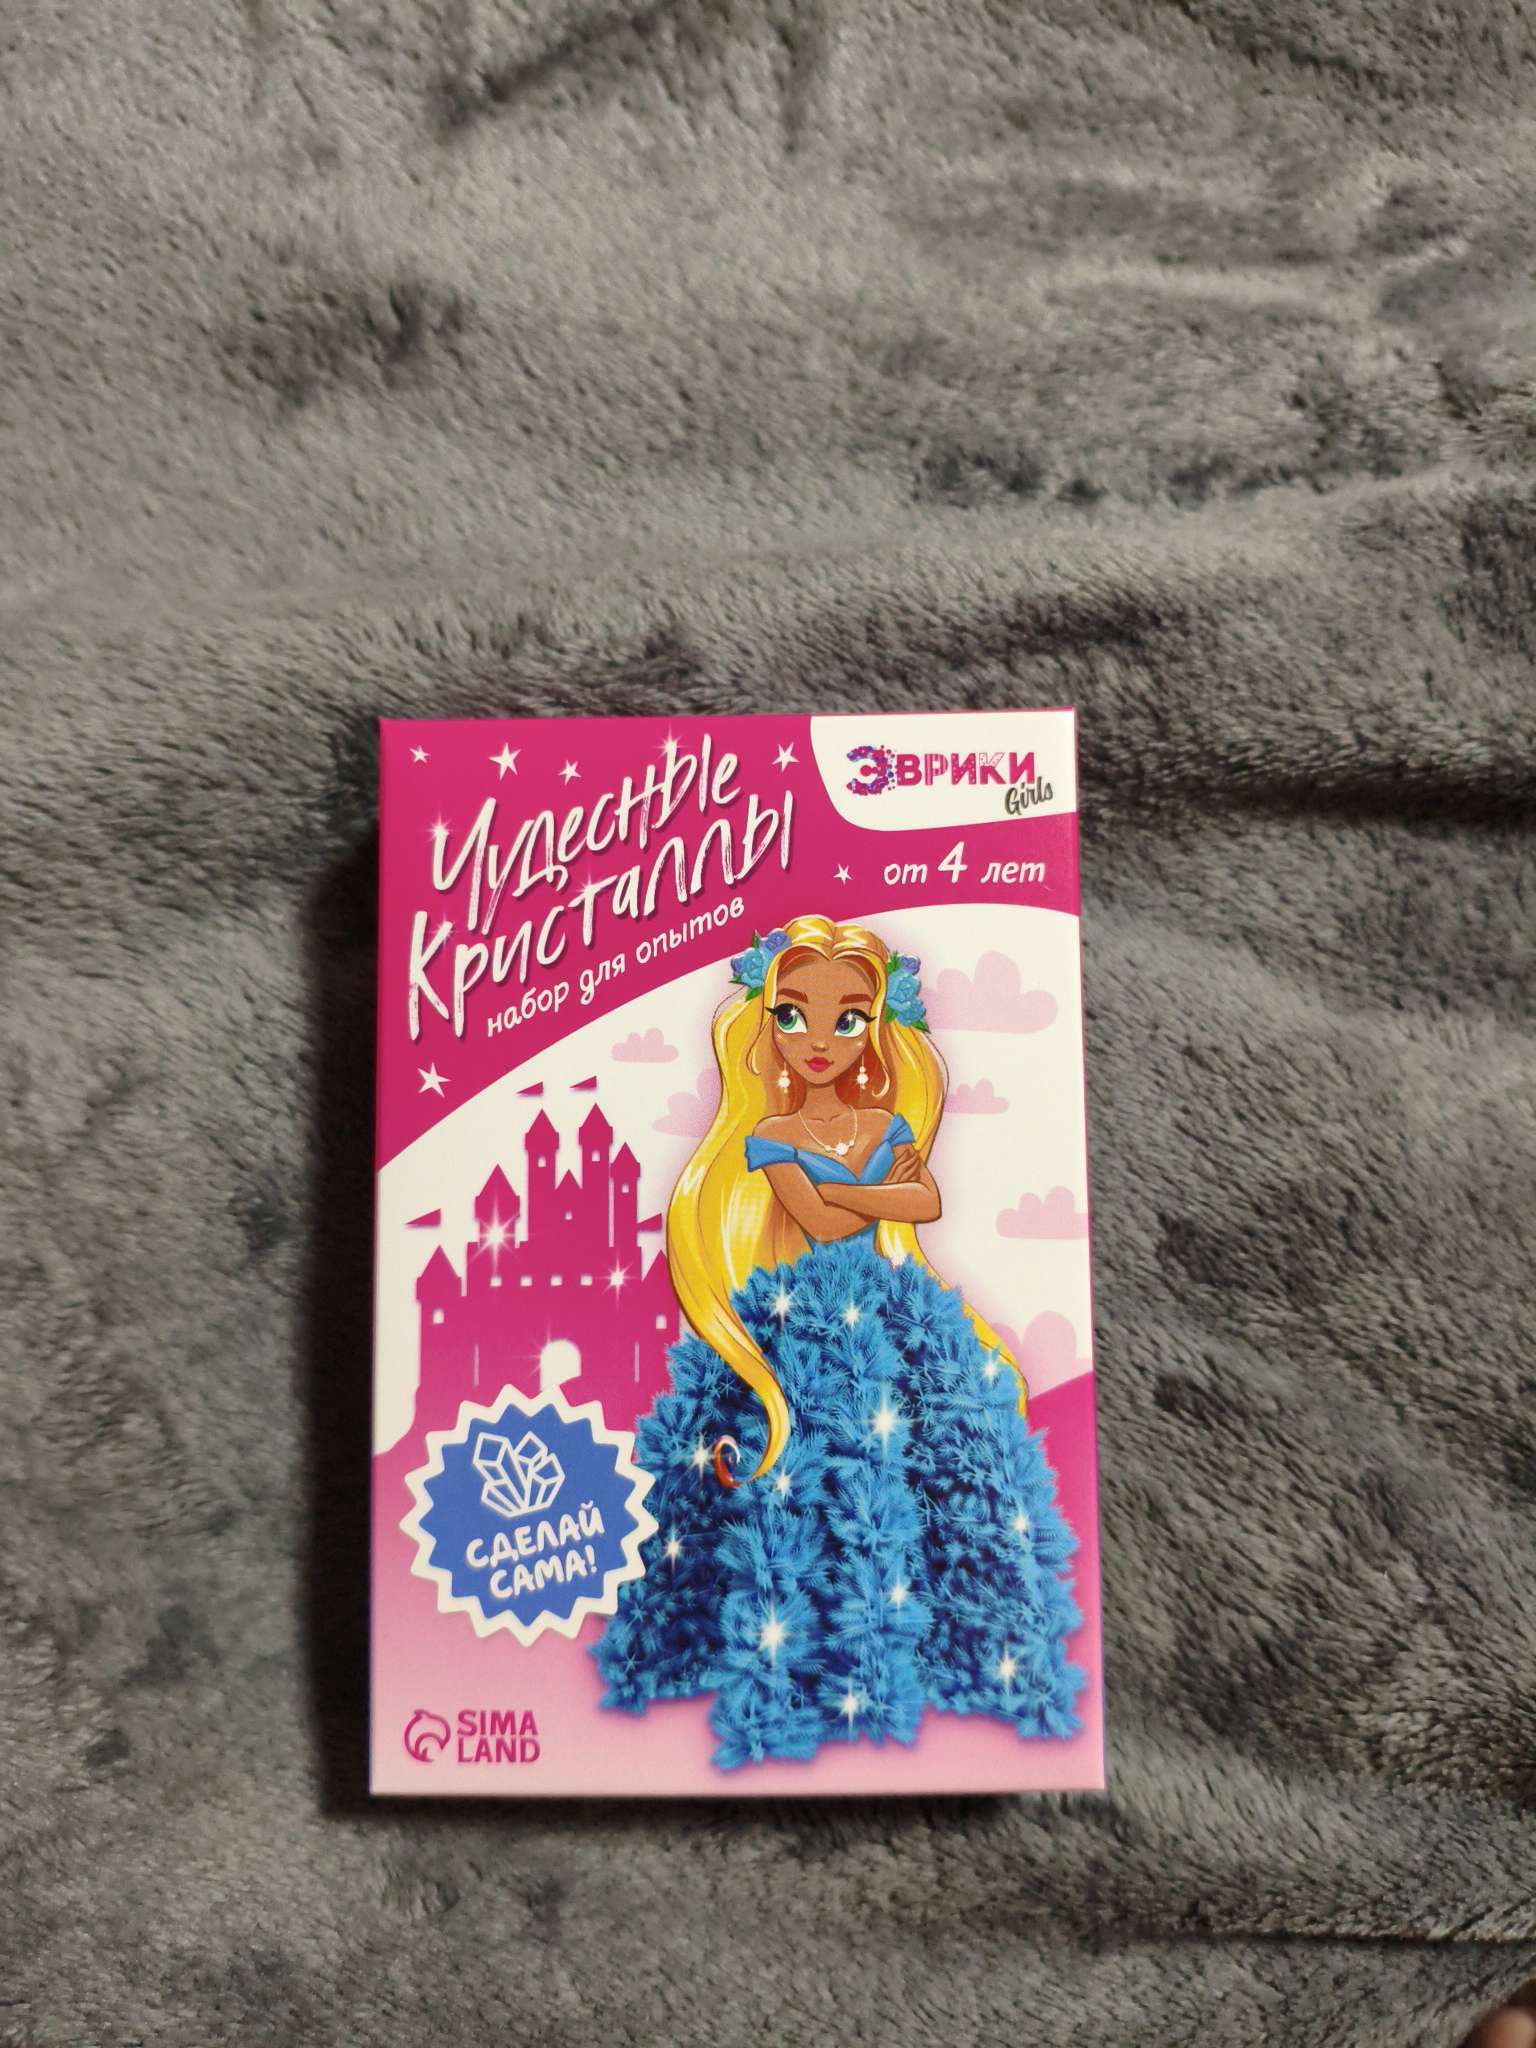 Чудесные
Кристаллы
набор для опытов
Эврики
Girls
от 4 лет
СДЕЛАЙ
САМА!
SIMA
LAND